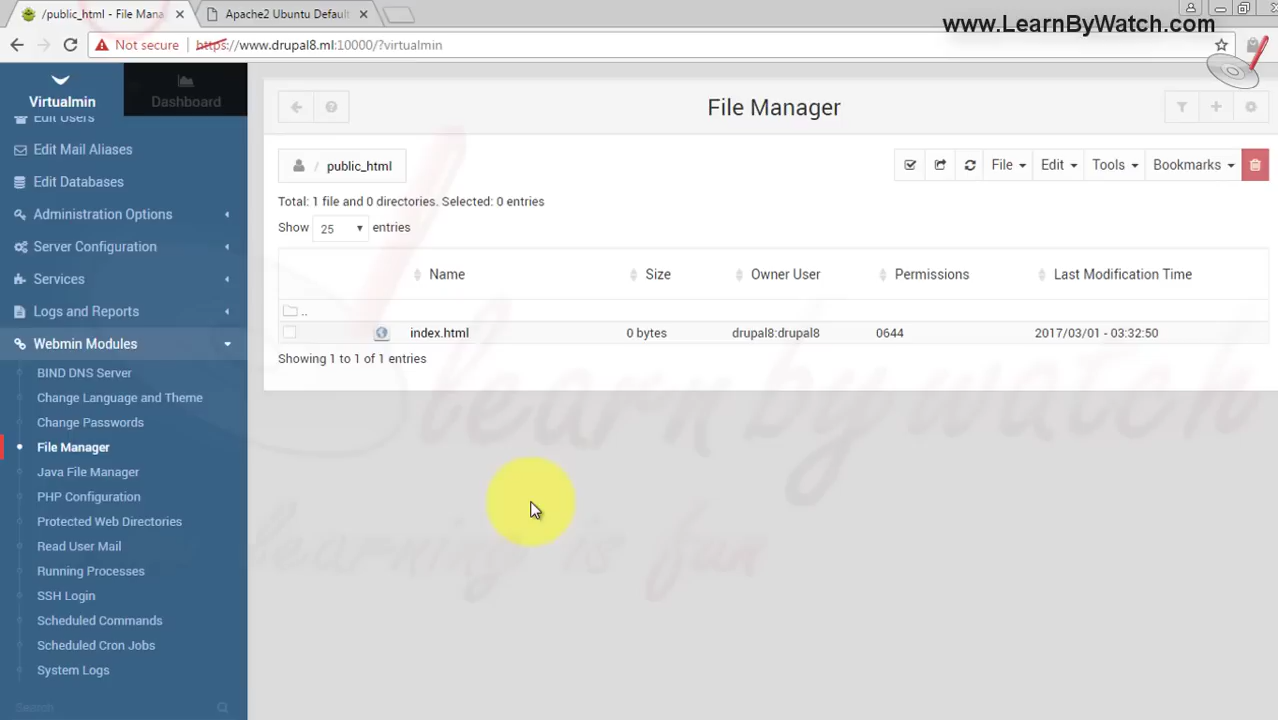 /public_html - File Mana
Apache2 Ubuntu Default
www.LearnByWatch.com
Not secure
https://www.drupal8.ml:10000/?virtualmin
Virtualmin
Dashboard
Edit Users
Edit Mail Aliases
Edit Databases
Administration Options
Server Configuration
Services
Logs and Reports
Webmin Modules
BIND DNS Server
Change Language and Theme
Change Passwords
File Manager
Java File Manager
PHP Configuration
Protected Web Directories
Read User Mail
Running Processes
SSH Login
Scheduled Commands
Scheduled Cron Jobs
System Logs
Search
File Manager
/ public_html
File Edit Tools Bookmarks
Total: 1 file and 0 directories. Selected: 0 entries
Show 25 entries
Name Size Owner User Permissions Last Modification Time
..
index.html 0 bytes drupal8:drupal8 0644 2017/03/01 - 03:32:50
Showing 1 to 1 of 1 entries
learn by watch
learning is fun